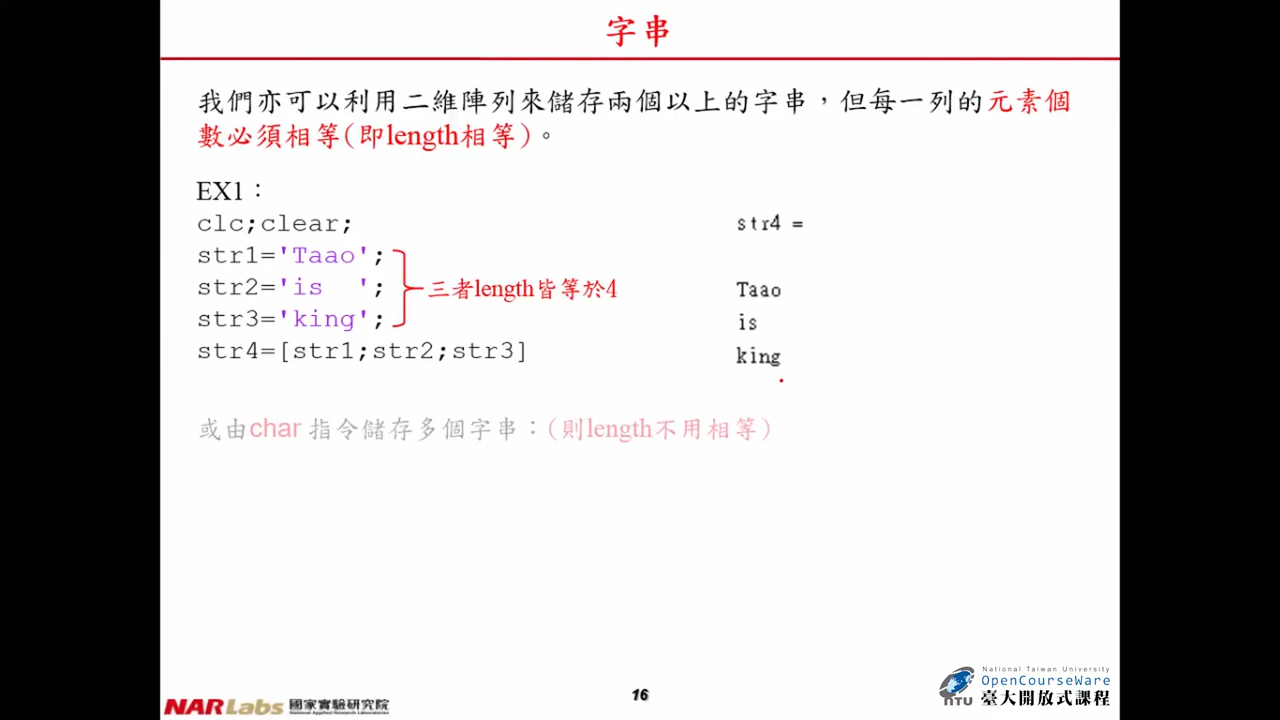 字串
我們亦可以利用二維陣列來儲存兩個以上的字串，但每一列的元素個
數必須相等(即length相等)。
EX1：
clc;clear;
str1='Taao';
str2='is  ';
str3='king';
str4=[str1;str2;str3]
三者length皆等於4
str4 =
Taao
is
king
或由char 指令儲存多個字串：(則length不用相等)
NARLabs 國家實驗研究院
National Applied Research Laboratories
16
National Taiwan University
OpenCourseWare
NTU 臺大開放式課程